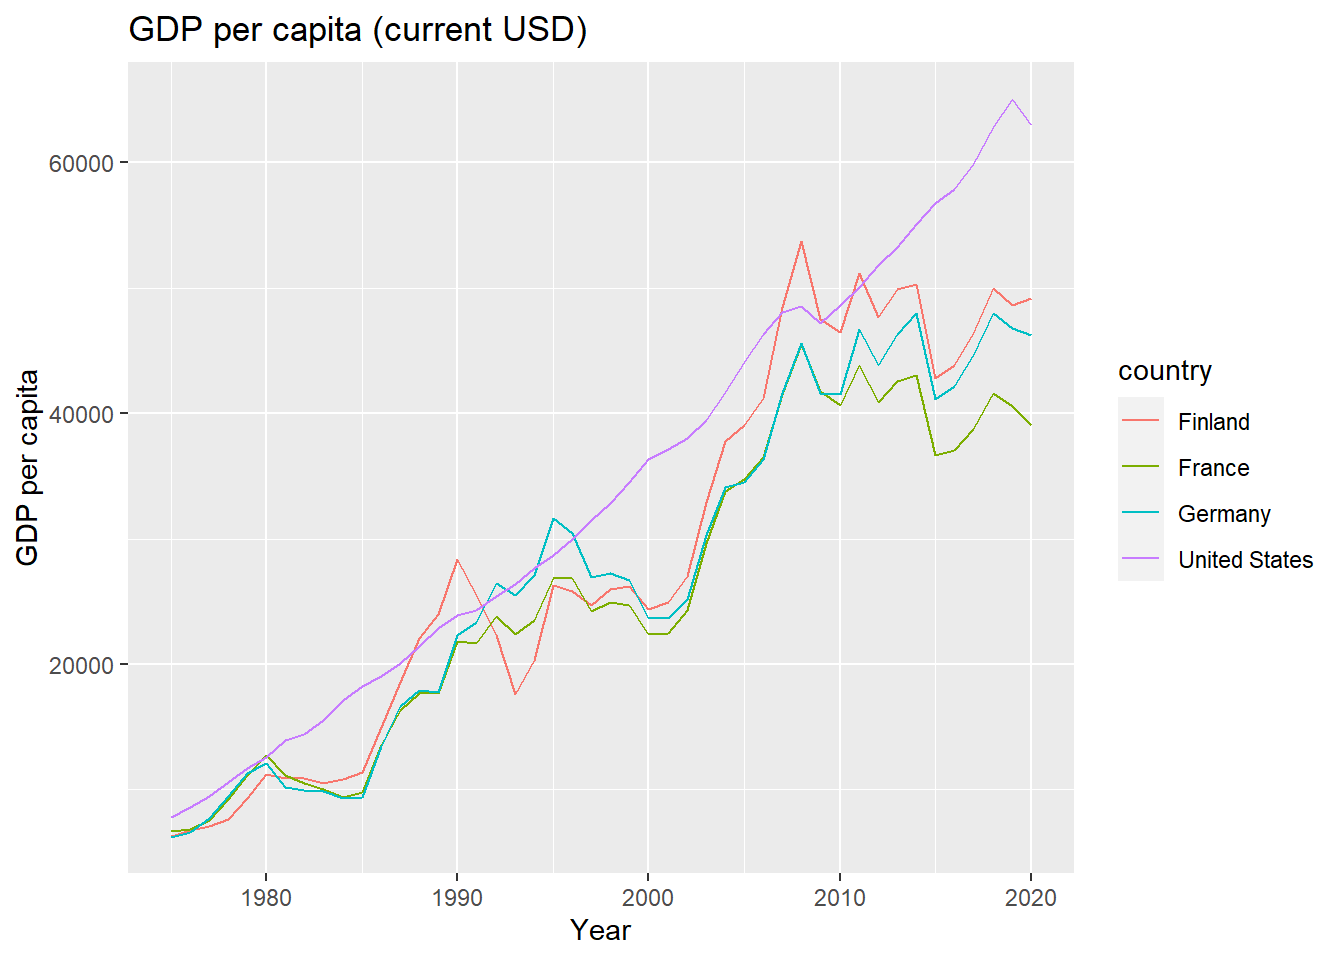 GDP per capita (current USD)
GDP per capita
60000
40000
20000
1980 1990 2000 2010 2020
Year
country
Finland
France
Germany
United States